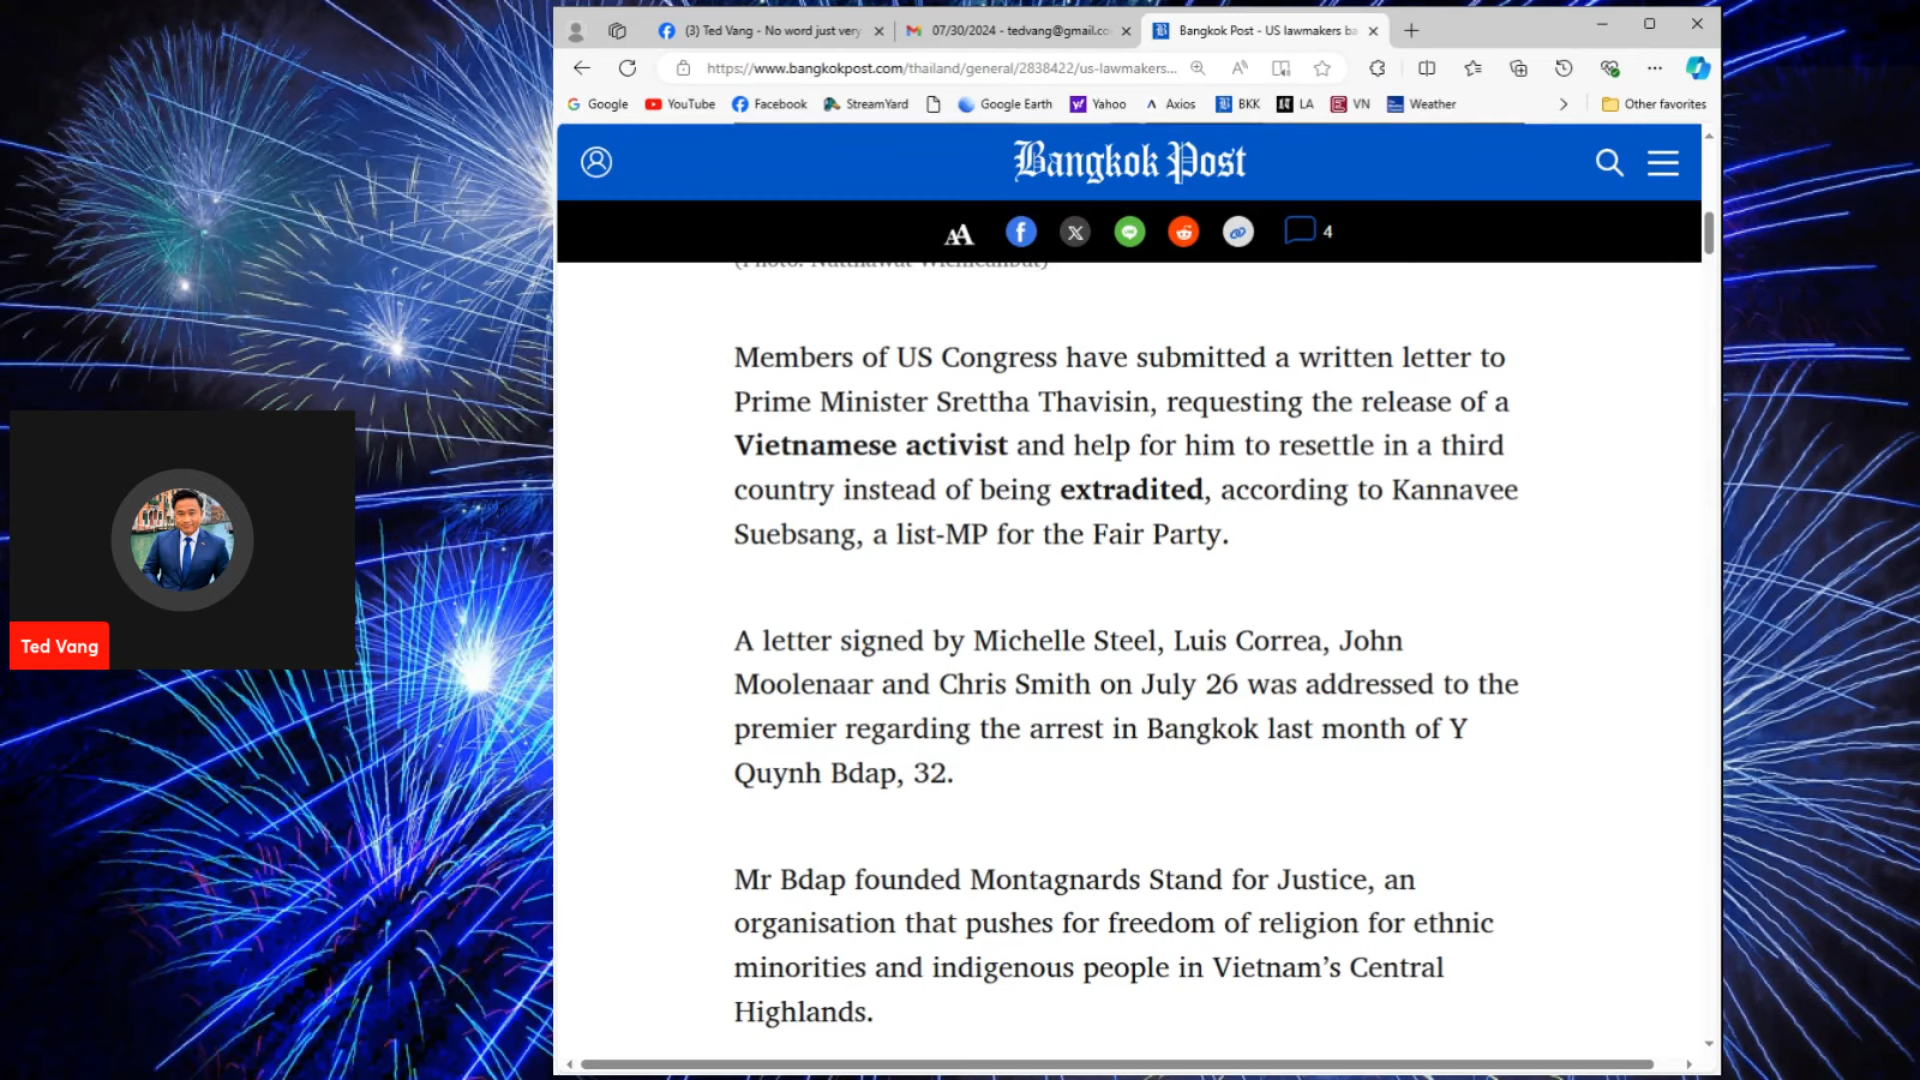 (3) Ted Vang - No word just very
07/30/2024 - tedvang@gmail.co
Bangkok Post - US lawmakers ba
https://www.bangkokpost.com/thailand/general/2838422/us-lawmakers...
Google
YouTube
Facebook
StreamYard
Google Earth
Yahoo
Axios
BKK
LA
VN
Weather
Other favorites
Bangkok Post
AA
4
Members of US Congress have submitted a written letter to
Prime Minister Srettha Thavisin, requesting the release of a
Vietnamese activist and help for him to resettle in a third
country instead of being extradited, according to Kannavee
Suebsang, a list-MP for the Fair Party.
A letter signed by Michelle Steel, Luis Correa, John
Moolenaar and Chris Smith on July 26 was addressed to the
premier regarding the arrest in Bangkok last month of Y
Quynh Bdap, 32.
Mr Bdap founded Montagnards Stand for Justice, an
organisation that pushes for freedom of religion for ethnic
minorities and indigenous people in Vietnam's Central
Highlands.
Ted Vang